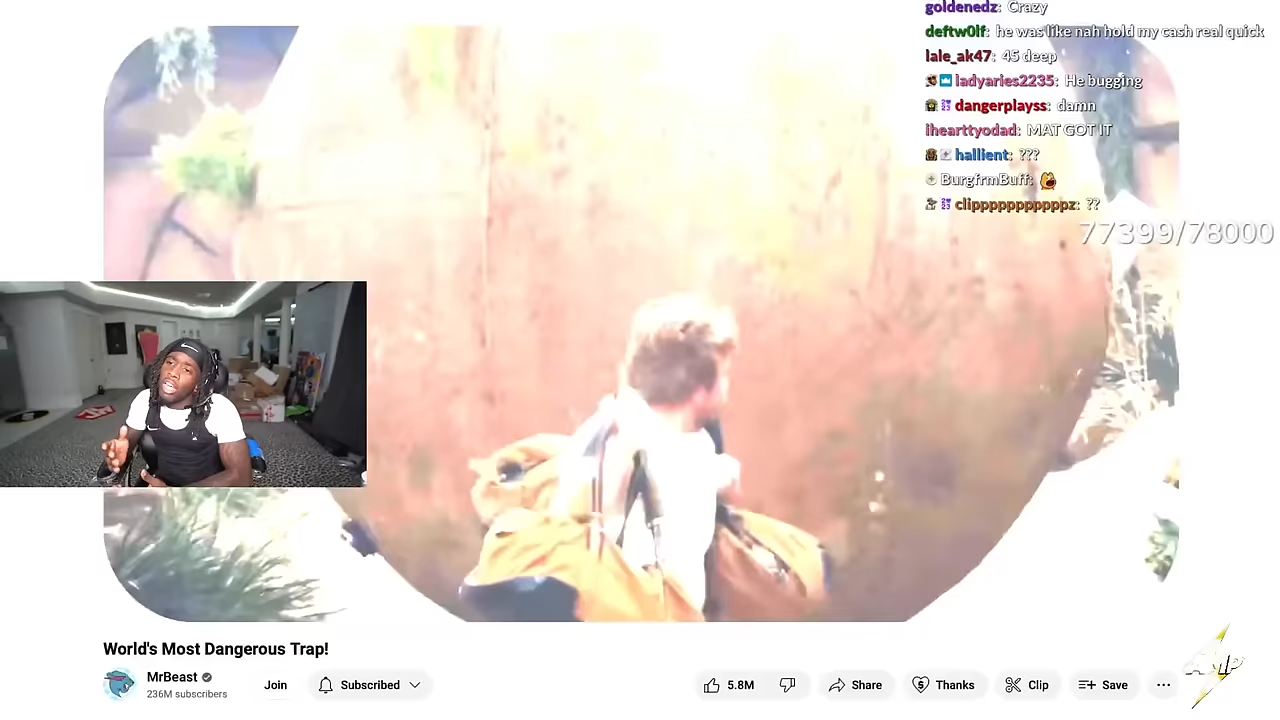 goldenedz: Crazy
deftw0lf: he was like nah hold my cash real quick
lale_ak47: 45 deep
ladyaries2235: He bugging
dangerplayss: damn
ihearttyodad: MAT GOT IT
hallient: ???
BurgfrmBuff:
clipppppppppppz: ??
77399/78000
World's Most Dangerous Trap!
MrBeast
236M subscribers
Join
Subscribed
5.8M
Share
Thanks
Clip
Save
AMP